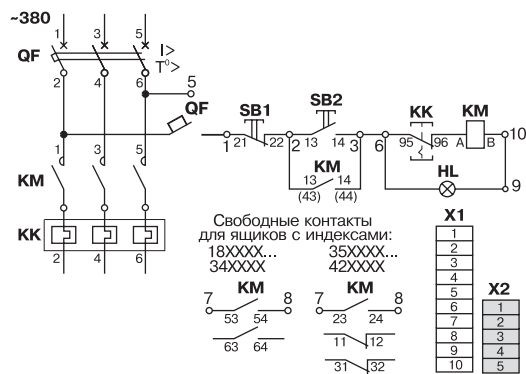 ~380
1 3 5
QF
I>
T°>
2 4 6
5
QF
SB1
SB2
KK
KM
1 21 22 2 13 14 3 6 95 96 A B 10
KM
13 14
(43) (44)
HL
9
1 3 5
KM
KK
2 4 6
Свободные контакты
для ящиков с индексами:
18XXXX... 35XXXX...
34XXXX 42XXXX
KM KM
7 8 7 8
53 54 23 24
63 64 11 12
31 32
X1
1
2
3
4
5
6
7
8
9
10
X2
1
2
3
4
5